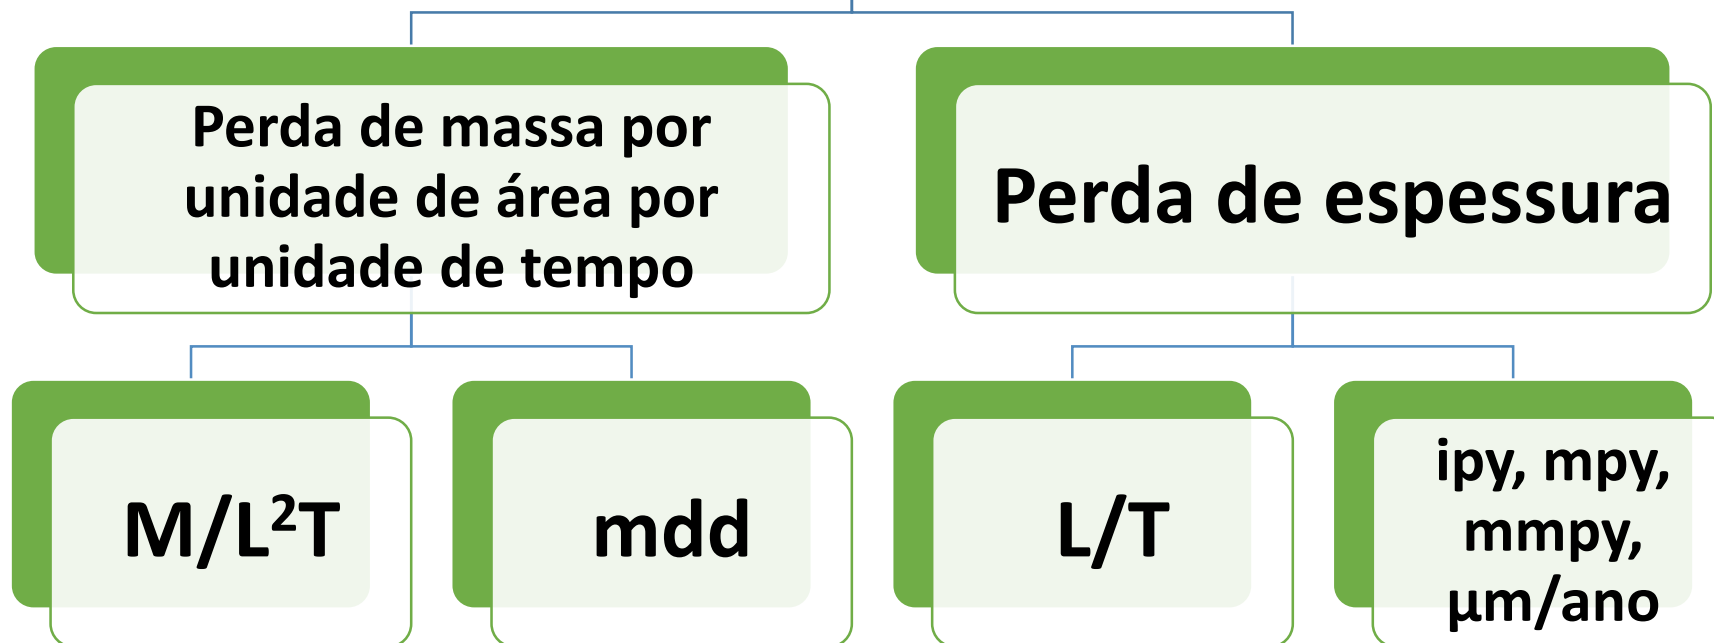 Perda de massa por
unidade de área por
unidade de tempo
Perda de espessura
M/L²T
mdd
L/T
ipy, mpy,
mmpy,
µm/ano